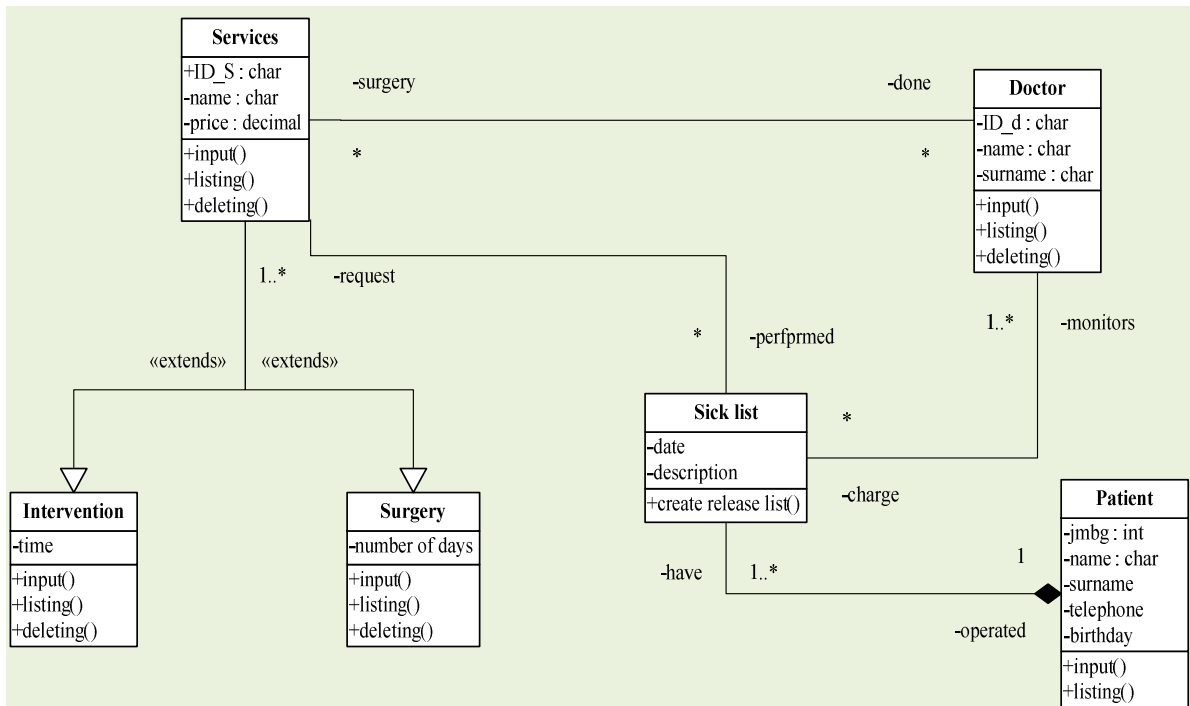 Services
+ID_S : char
-name : char
-price : decimal
+input()
+listing()
+deleting()
-surgery
-done
*
*
Doctor
-ID_d : char
-name : char
-surname : char
+input()
+listing()
+deleting()
1..*
-request
*
-perfprmed
1..*
-monitors
«extends»
«extends»
Sick list
-date
-description
+create release list()
*
-charge
Intervention
-time
+input()
+listing()
+deleting()
Surgery
-number of days
+input()
+listing()
+deleting()
-have
1..*
1
-operated
Patient
-jmbg : int
-name : char
-surname
-telephone
-birthday
+input()
+listing()